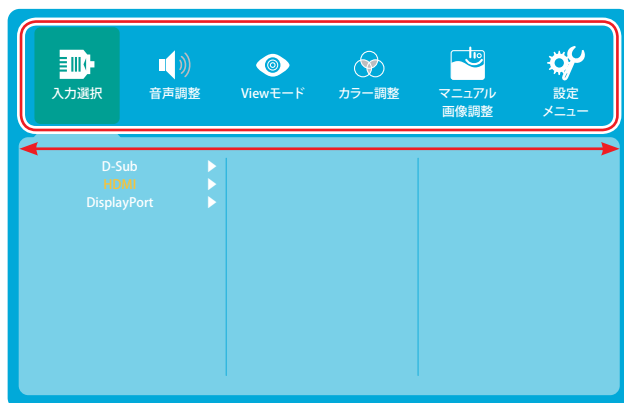 入力選択
音声調整
Viewモード
カラー調整
マニュアル
画像調整
設定
メニュー
D-Sub
HDMI
DisplayPort